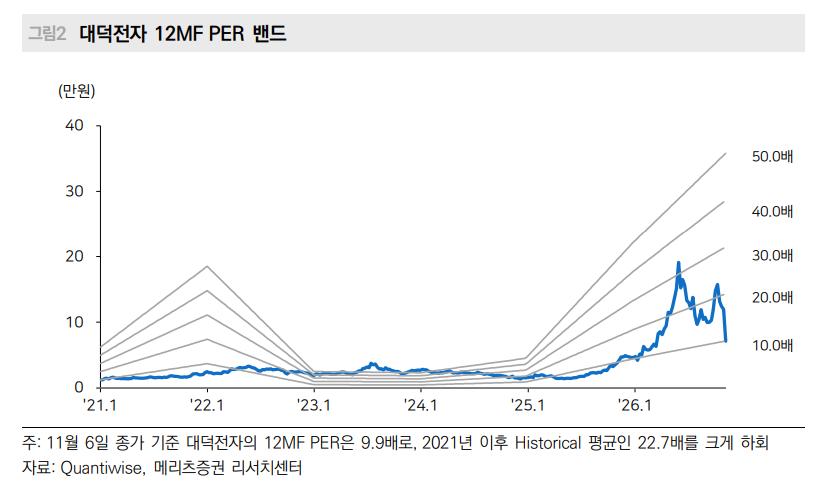 그림2 대덕전자 12MF PER 밴드
(만원)
40
50.0배
30
40.0배
20
30.0배
20.0배
10
10.0배
0
'21.1 '22.1 '23.1 '24.1 '25.1 '26.1
주: 11월 6일 종가 기준 대덕전자의 12MF PER은 9.9배로, 2021년 이후 Historical 평균인 22.7배를 크게 하회
자료: Quantiwise, 메리츠증권 리서치센터